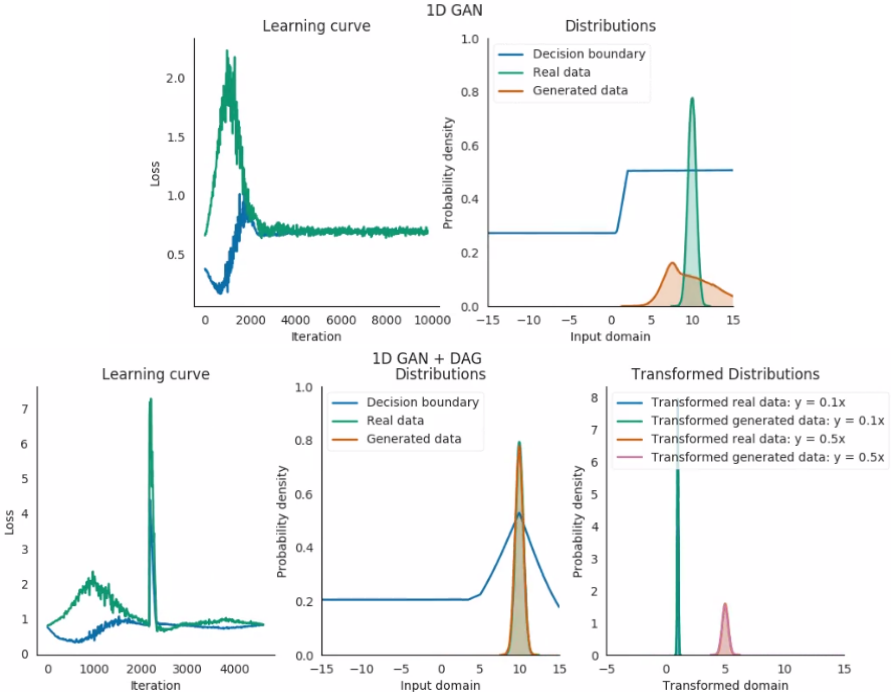 1D GAN
Learning curve
Distributions
2.0
1.5
1.0
0.5
Loss
0
2000
4000
6000
8000
10000
Iteration
1.0
0.8
0.6
0.4
0.2
0.0
Probability density
Decision boundary
Real data
Generated data
−15
−10
−5
0
5
10
15
Input domain
1D GAN + DAG
Learning curve
Distributions
Transformed Distributions
7
6
5
4
3
2
1
0
Loss
0
1000
2000
3000
4000
Iteration
1.0
0.8
0.6
0.4
0.2
0.0
Probability density
Decision boundary
Real data
Generated data
−15
−10
−5
0
5
10
15
Input domain
8
7
6
5
4
3
2
1
0
Probability density
Transformed real data: y = 0.1x
Transformed generated data: y = 0.1x
Transformed real data: y = 0.5x
Transformed generated data: y = 0.5x
−5
0
5
10
15
Transformed domain